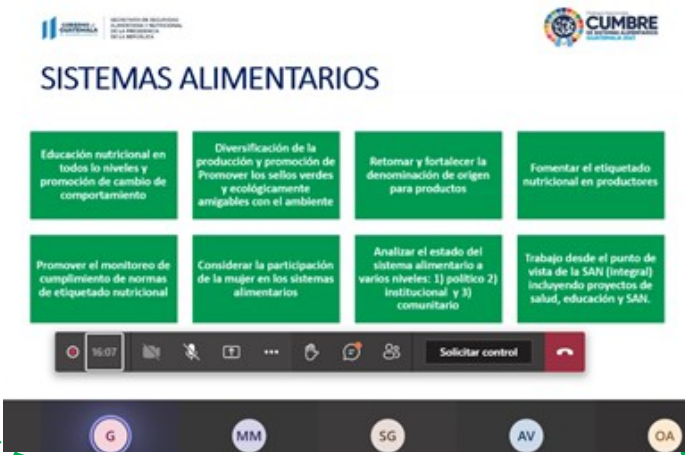 GOBIERNO de
GUATEMALA
SECRETARÍA DE SEGURIDAD
ALIMENTARIA Y NUTRICIONAL
DE LA PRESIDENCIA
DE LA REPÚBLICA
CUMBRE
DE SISTEMAS ALIMENTARIOS
GUATEMALA 2021
SISTEMAS ALIMENTARIOS
Educación nutricional en
todos lo niveles y
promoción de cambio de
comportamiento
Diversificación de la
producción y promoción de
Promover los sellos verdes
y ecológicamente
amigables con el ambiente
Retomar y fortalecer la
denominación de origen
para productos
Fomentar el etiquetado
nutricional en productores
Promover el monitoreo de
cumplimiento de normas
de etiquetado nutricional
Considerar la participación
de la mujer en los sistemas
alimentarios
Analizar el estado del
sistema alimentario a
varios niveles: 1) político 2)
institucional y 3)
comunitario
Trabajo desde el punto de
vista de la SAN (integral)
incluyendo proyectos de
salud, educación y SAN.
16:07
Solicitar control
G
MM
SG
AV
OA